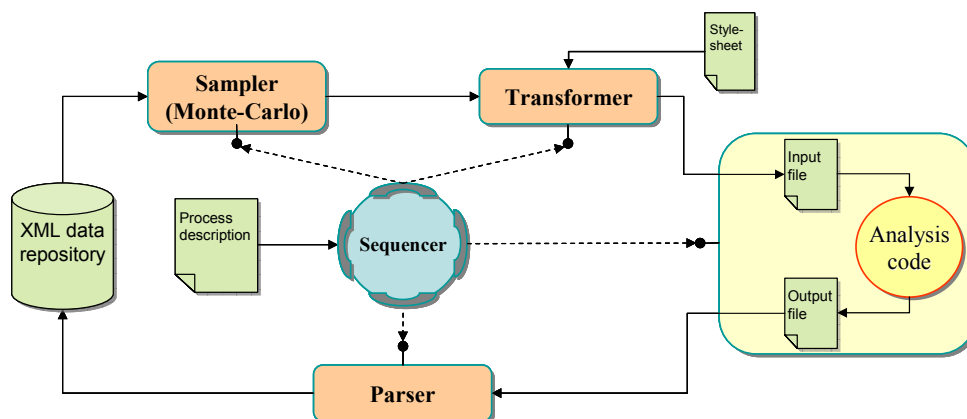 Style-
sheet
Sampler
(Monte-Carlo)
Transformer
Input
file
XML data
repository
Process
description
Sequencer
Analysis
code
Output
file
Parser